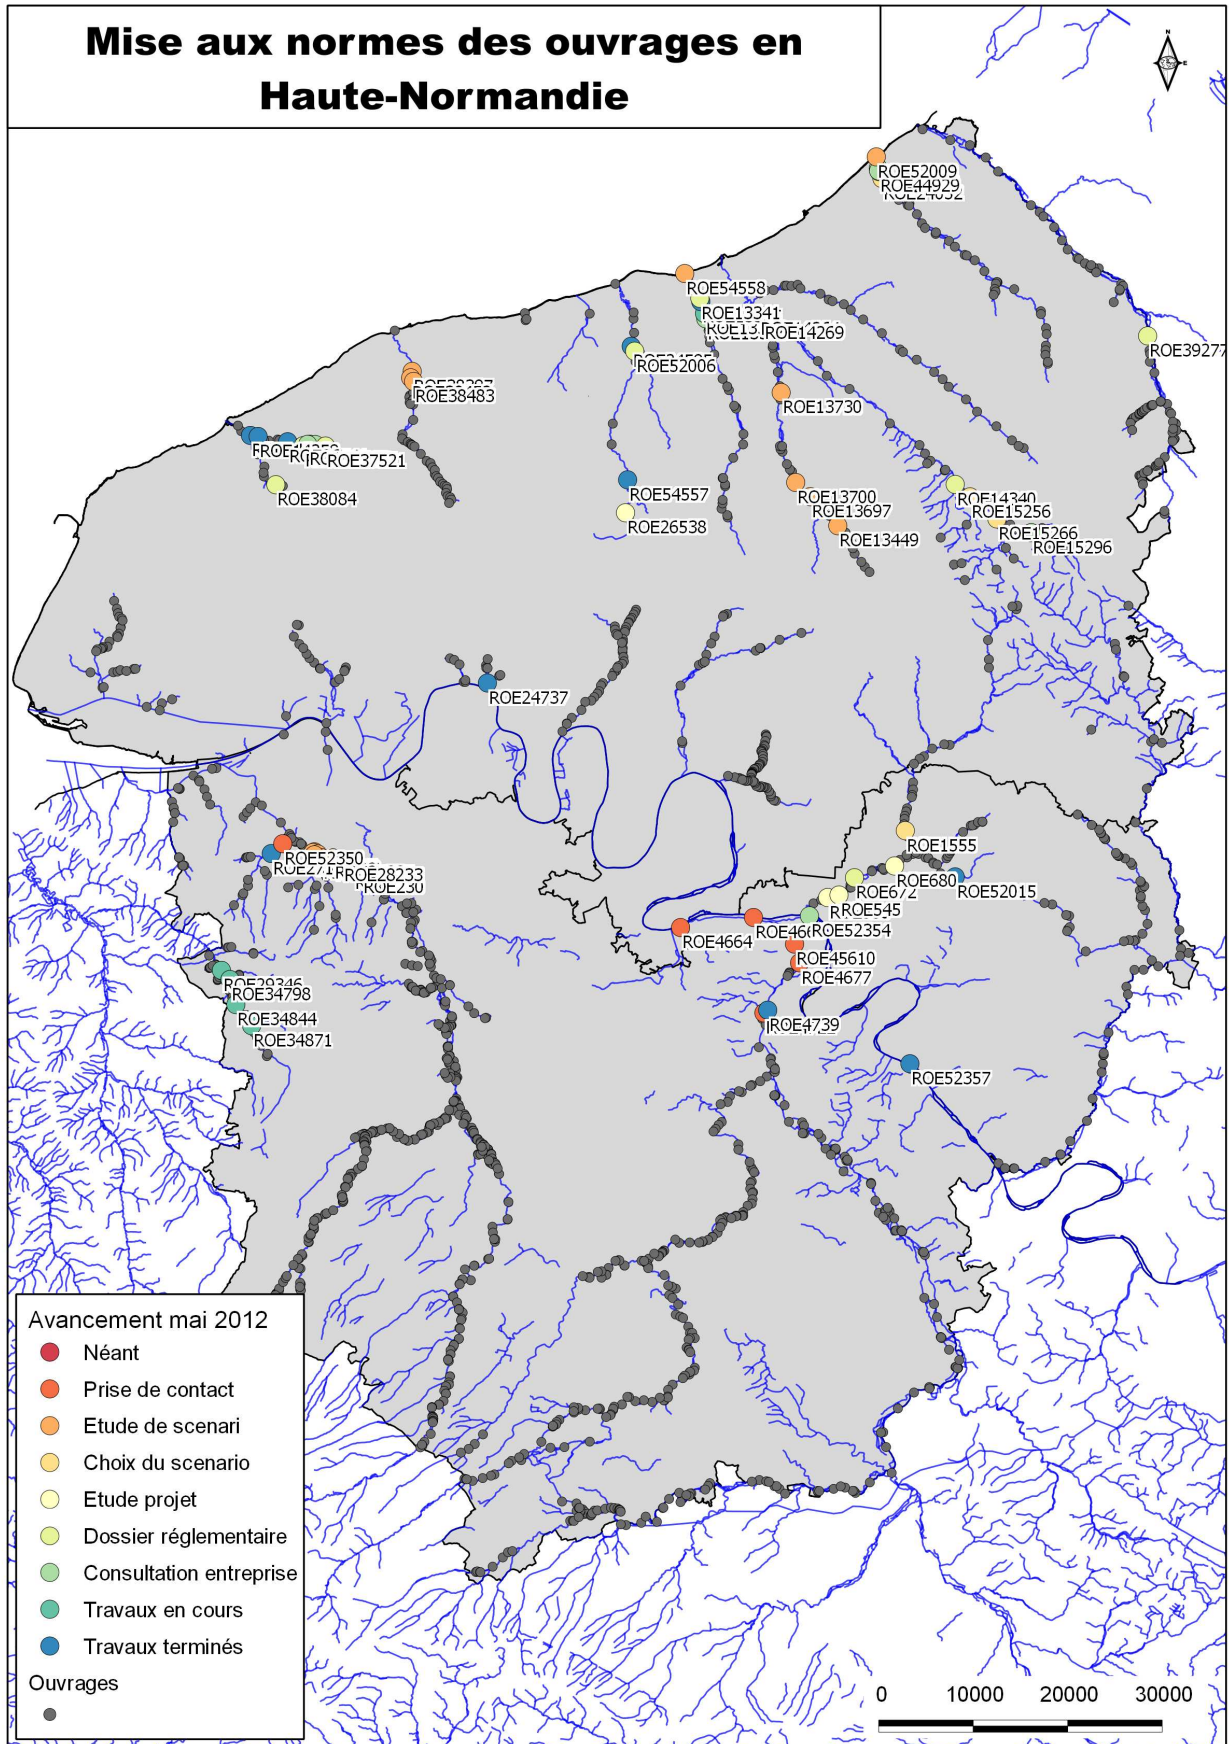 Mise aux normes des ouvrages en
Haute-Normandie
N
E
ROE52009
ROE44929
ROE54558
ROE13341
ROE14269
ROE39277
ROE52006
ROE38483
ROE13730
ROE37521
ROE38084
ROE54557
ROE26538
ROE13700
ROE13697
ROE13449
ROE14340
ROE15256
ROE15266
ROE15296
ROE24737
ROE1555
ROE52350
ROE28233
ROE230
ROE680
ROE52015
ROE672
ROE545
ROE52354
ROE4664
ROE45610
ROE4677
ROE29346
ROE34798
ROE34844
ROE34871
ROE4739
ROE52357
Avancement mai 2012
Néant
Prise de contact
Etude de scenari
Choix du scenario
Etude projet
Dossier réglementaire
Consultation entreprise
Travaux en cours
Travaux terminés
Ouvrages
0 10000 20000 30000